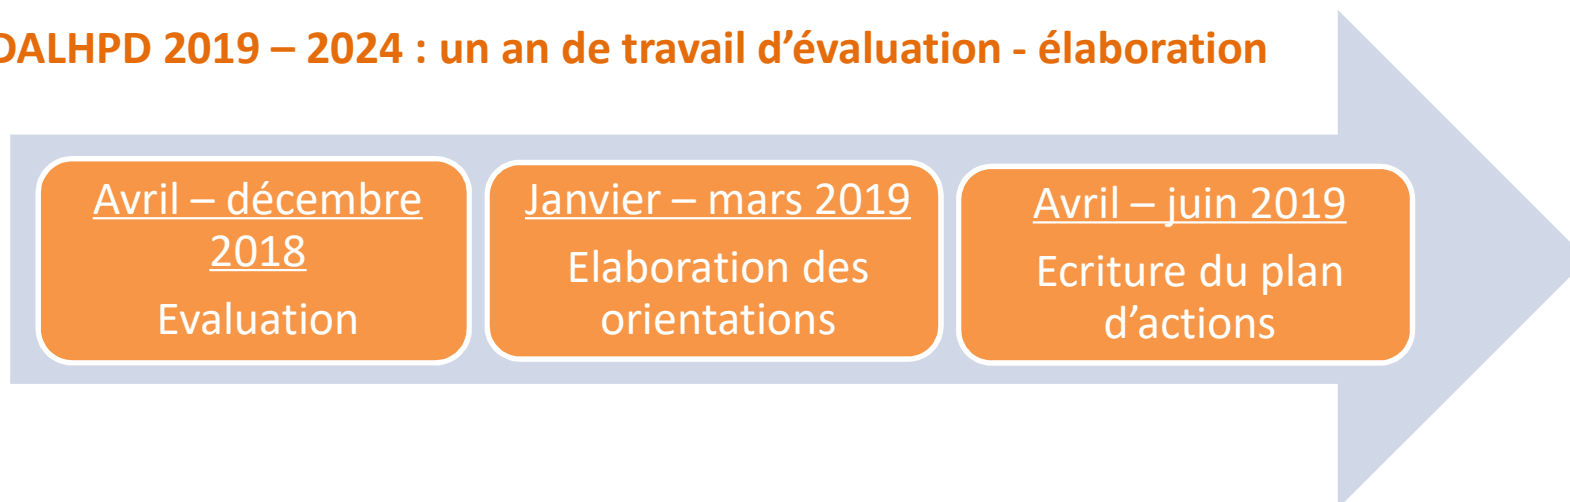 DALHPD 2019 – 2024 : un an de travail d’évaluation - élaboration
Avril – décembre
2018
Evaluation
Janvier – mars 2019
Elaboration des
orientations
Avril – juin 2019
Ecriture du plan
d’actions